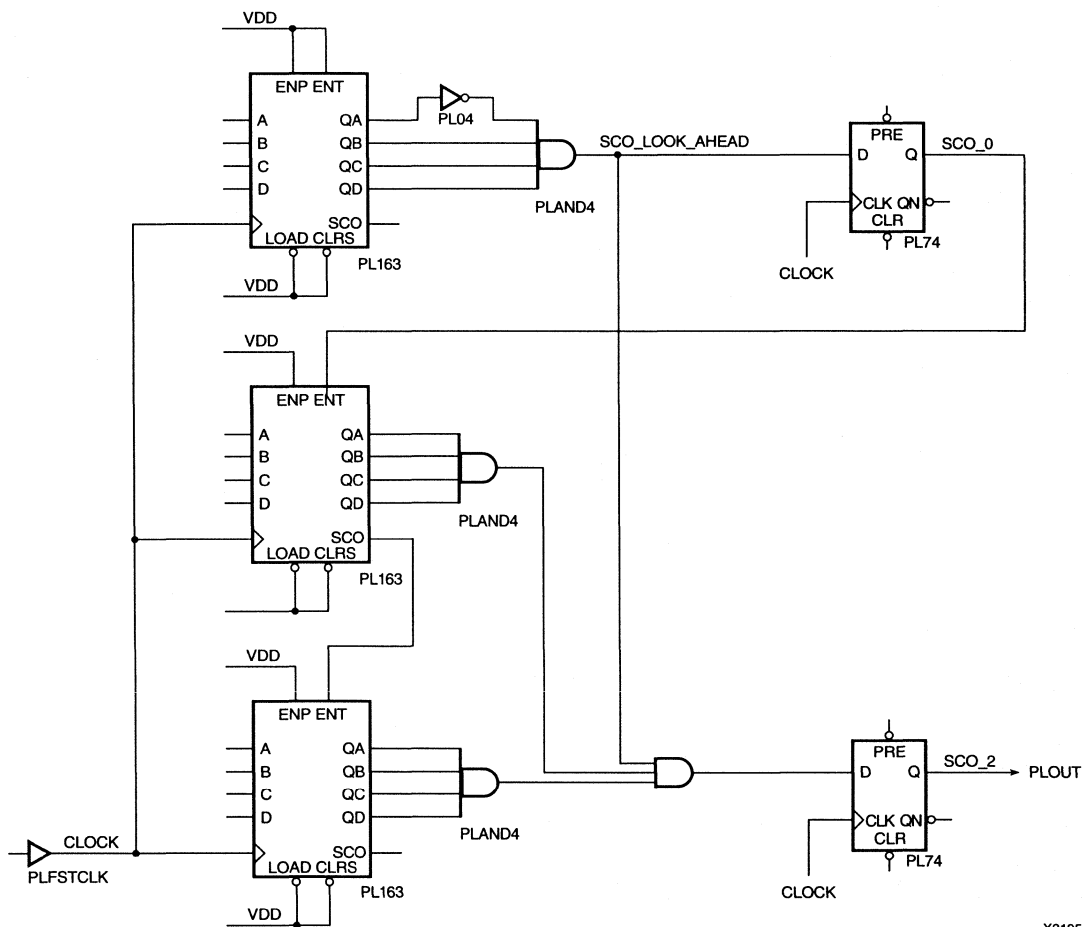 VDD
ENP ENT
A QA
B QB
C QC
D QD
SCO
LOAD CLRS
PL163
VDD
PL04
PLAND4
SCO_LOOK_AHEAD
PRE
D Q
CLK QN
CLR
PL74
SCO_0
CLOCK
VDD
ENP ENT
A QA
B QB
C QC
D QD
SCO
LOAD CLRS
PL163
PLAND4
VDD
ENP ENT
A QA
B QB
C QC
D QD
SCO
LOAD CLRS
PL163
VDD
PLAND4
CLOCK
PLFSTCLK
PRE
D Q
CLK QN
CLR
PL74
SCO_2
PLOUT
CLOCK